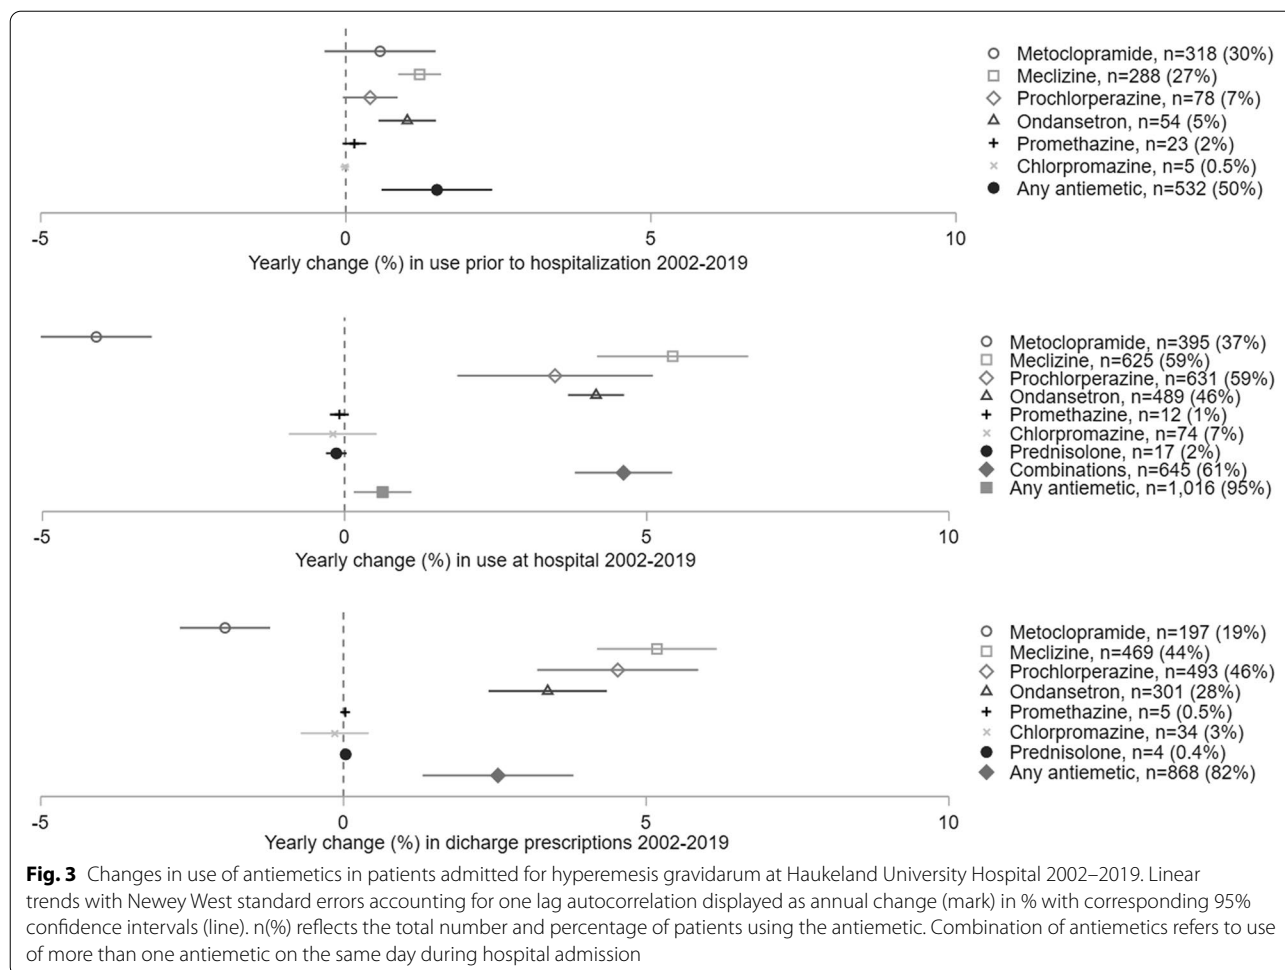 Metoclopramide, n=318 (30%)
Meclizine, n=288 (27%)
Prochlorperazine, n=78 (7%)
Ondansetron, n=54 (5%)
Promethazine, n=23 (2%)
Chlorpromazine, n=5 (0.5%)
Any antiemetic, n=532 (50%)
-5 0 5 10
Yearly change (%) in use prior to hospitalization 2002-2019
Metoclopramide, n=395 (37%)
Meclizine, n=625 (59%)
Prochlorperazine, n=631 (59%)
Ondansetron, n=489 (46%)
Promethazine, n=12 (1%)
Chlorpromazine, n=74 (7%)
Prednisolone, n=17 (2%)
Combinations, n=645 (61%)
Any antiemetic, n=1,016 (95%)
-5 0 5 10
Yearly change (%) in use at hospital 2002-2019
Metoclopramide, n=197 (19%)
Meclizine, n=469 (44%)
Prochlorperazine, n=493 (46%)
Ondansetron, n=301 (28%)
Promethazine, n=5 (0.5%)
Chlorpromazine, n=34 (3%)
Prednisolone, n=4 (0.4%)
Any antiemetic, n=868 (82%)
-5 0 5 10
Yearly change (%) in dicharge prescriptions 2002-2019
Fig. 3 Changes in use of antiemetics in patients admitted for hyperemesis gravidarum at Haukeland University Hospital 2002–2019. Linear
trends with Newey West standard errors accounting for one lag autocorrelation displayed as annual change (mark) in % with corresponding 95%
confidence intervals (line). n(%) reflects the total number and percentage of patients using the antiemetic. Combination of antiemetics refers to use
of more than one antiemetic on the same day during hospital admission